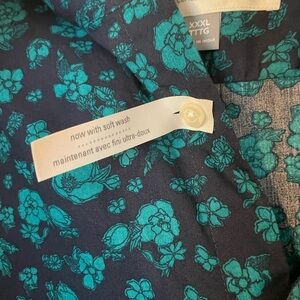 XXXL
TTTG
now with soft wash
maintenant avec fini ultra-doux